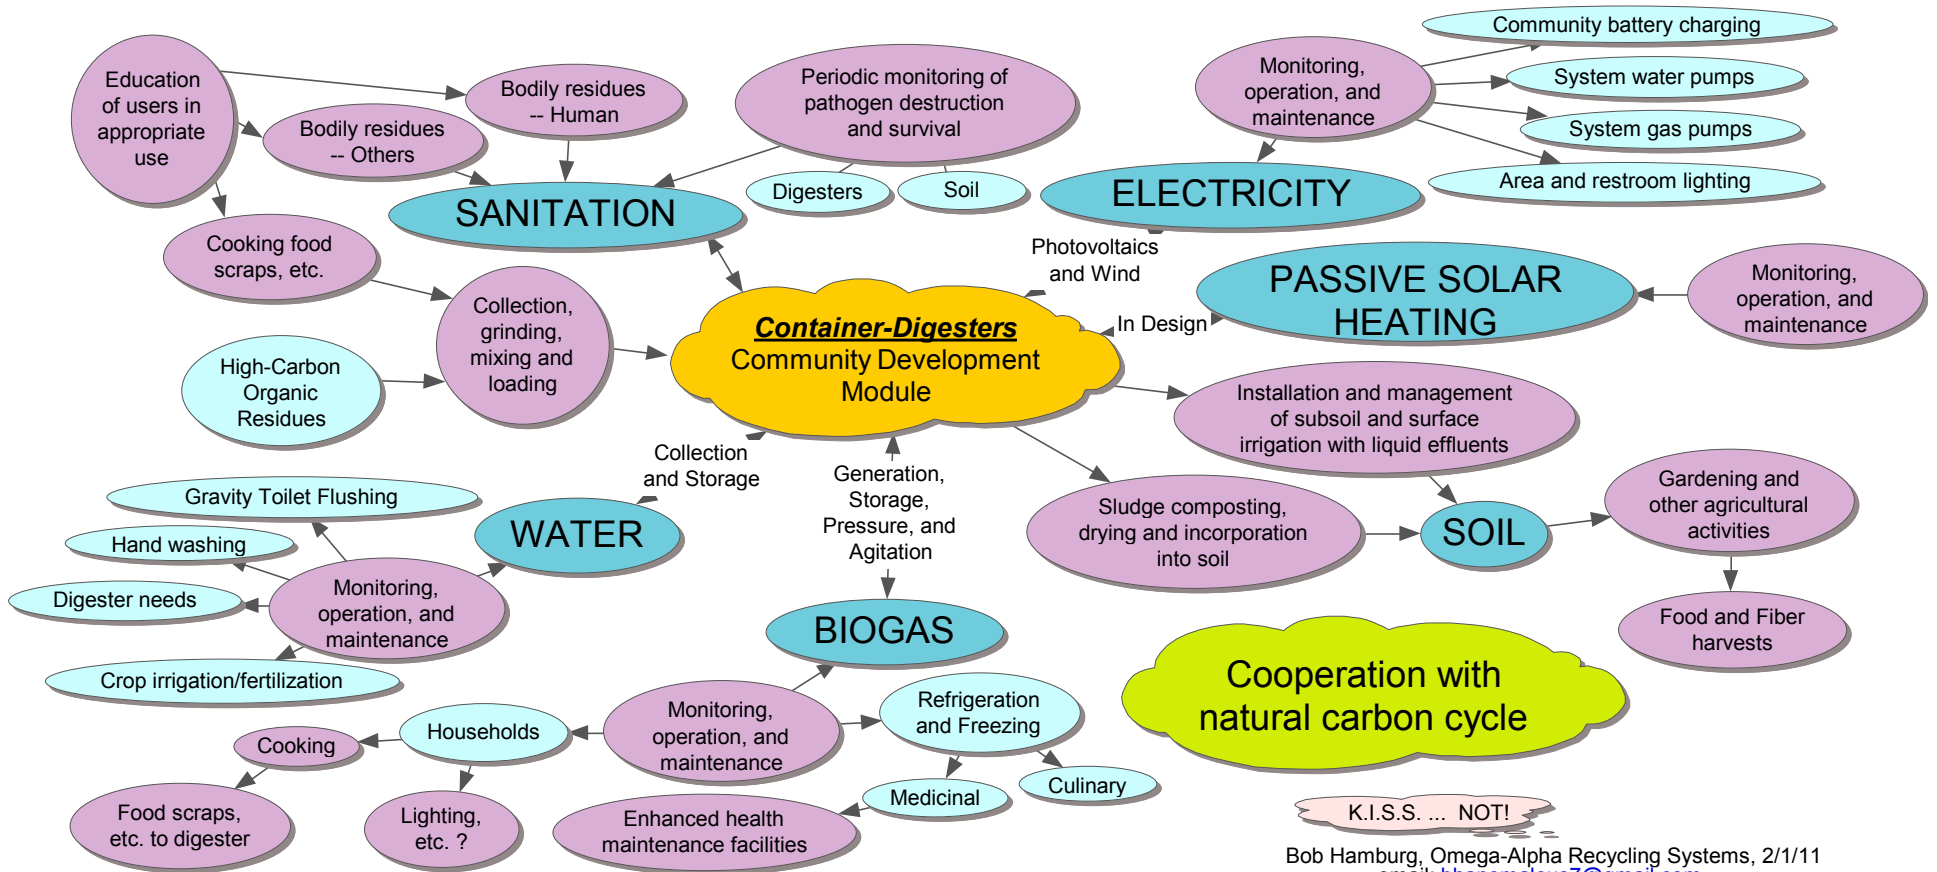 Education
of users in
appropriate
use
Bodily residues
-- Human
Bodily residues
-- Others
Periodic monitoring of
pathogen destruction
and survival
Digesters
Soil
SANITATION
Cooking food
scraps, etc.
Collection,
grinding,
mixing and
loading
High-Carbon
Organic
Residues
Monitoring,
operation, and
maintenance
Community battery charging
System water pumps
System gas pumps
Area and restroom lighting
ELECTRICITY
Photovoltaics
and Wind
PASSIVE SOLAR
HEATING
In Design
Monitoring,
operation, and
maintenance
Container-Digesters
Community Development
Module
Installation and management
of subsoil and surface
irrigation with liquid effluents
Sludge composting,
drying and incorporation
into soil
SOIL
Gardening and
other agricultural
activities
Food and Fiber
harvests
Collection
and Storage
WATER
Gravity Toilet Flushing
Hand washing
Digester needs
Crop irrigation/fertilization
Monitoring,
operation, and
maintenance
Generation,
Storage,
Pressure, and
Agitation
BIOGAS
Monitoring,
operation, and
maintenance
Households
Cooking
Food scraps,
etc. to digester
Lighting,
etc. ?
Refrigeration
and Freezing
Medicinal
Culinary
Enhanced health
maintenance facilities
Cooperation with
natural carbon cycle
K.I.S.S. ... NOT!
Bob Hamburg, Omega-Alpha Recycling Systems, 2/1/11
email: